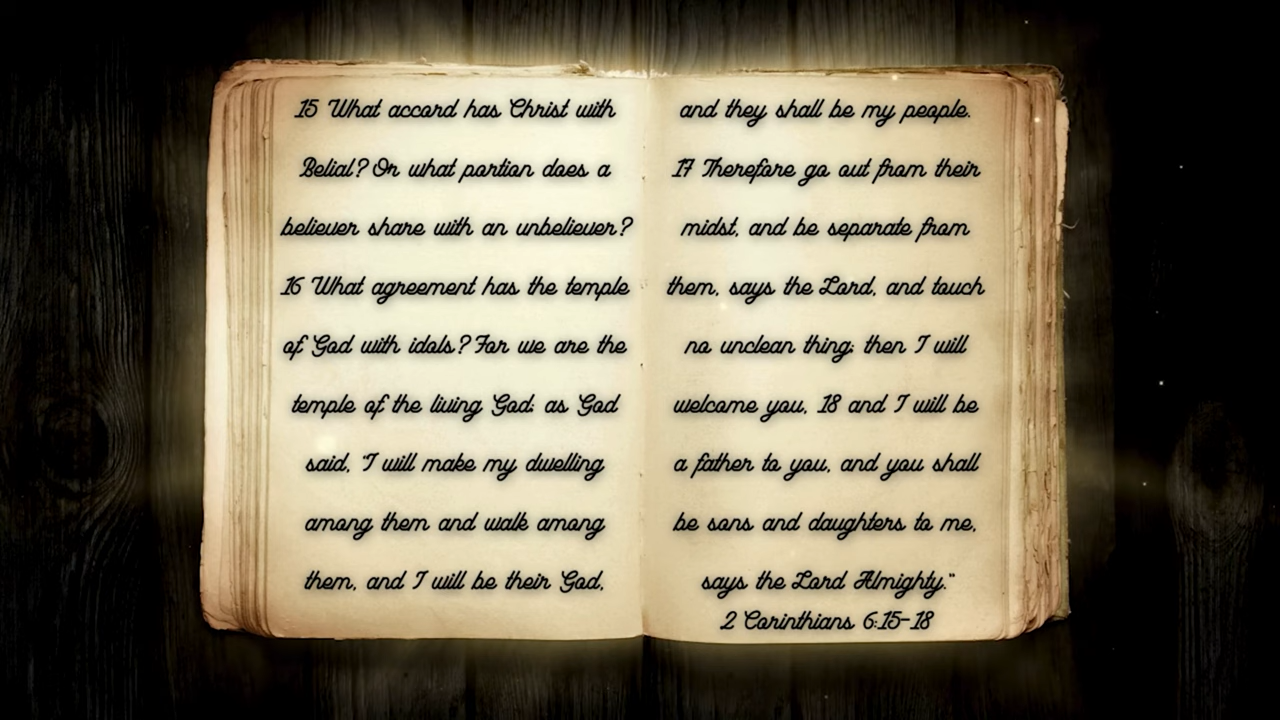 15 What accord has Christ with
Belial? Or what portion does a
believer share with an unbeliever?
16 What agreement has the temple
of God with idols? For we are the
temple of the living God; as God
said, "I will make my dwelling
among them and walk among
them, and I will be their God,
and they shall be my people.
17 Therefore go out from their
midst, and be separate from
them, says the Lord, and touch
no unclean thing; then I will
welcome you, 18 and I will be
a father to you, and you shall
be sons and daughters to me,
says the Lord Almighty."
2 Corinthians 6:15-18